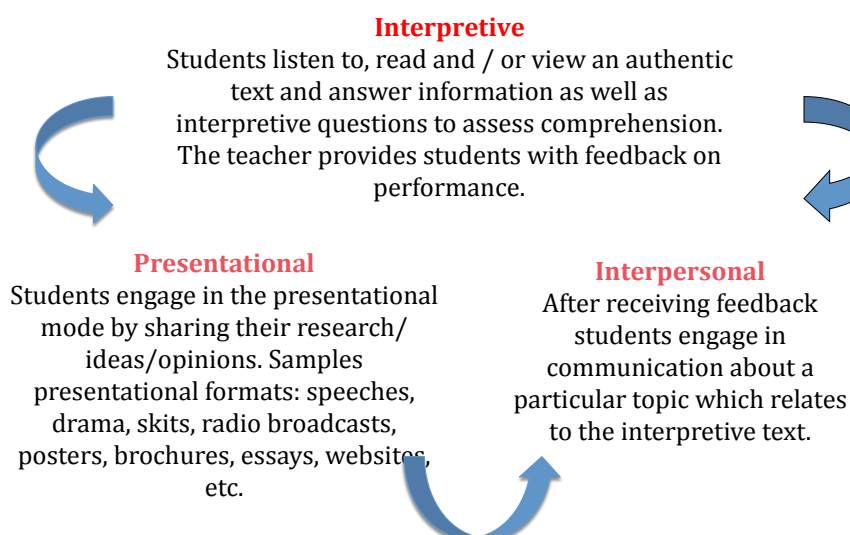 Interpretive
Students listen to, read and / or view an authentic
text and answer information as well as
interpretive questions to assess comprehension.
The teacher provides students with feedback on
performance.
Presentational
Students engage in the presentational
mode by sharing their research/
ideas/opinions. Samples
presentational formats: speeches,
drama, skits, radio broadcasts,
posters, brochures, essays, websites,
etc.
Interpersonal
After receiving feedback
students engage in
communication about a
particular topic which relates
to the interpretive text.